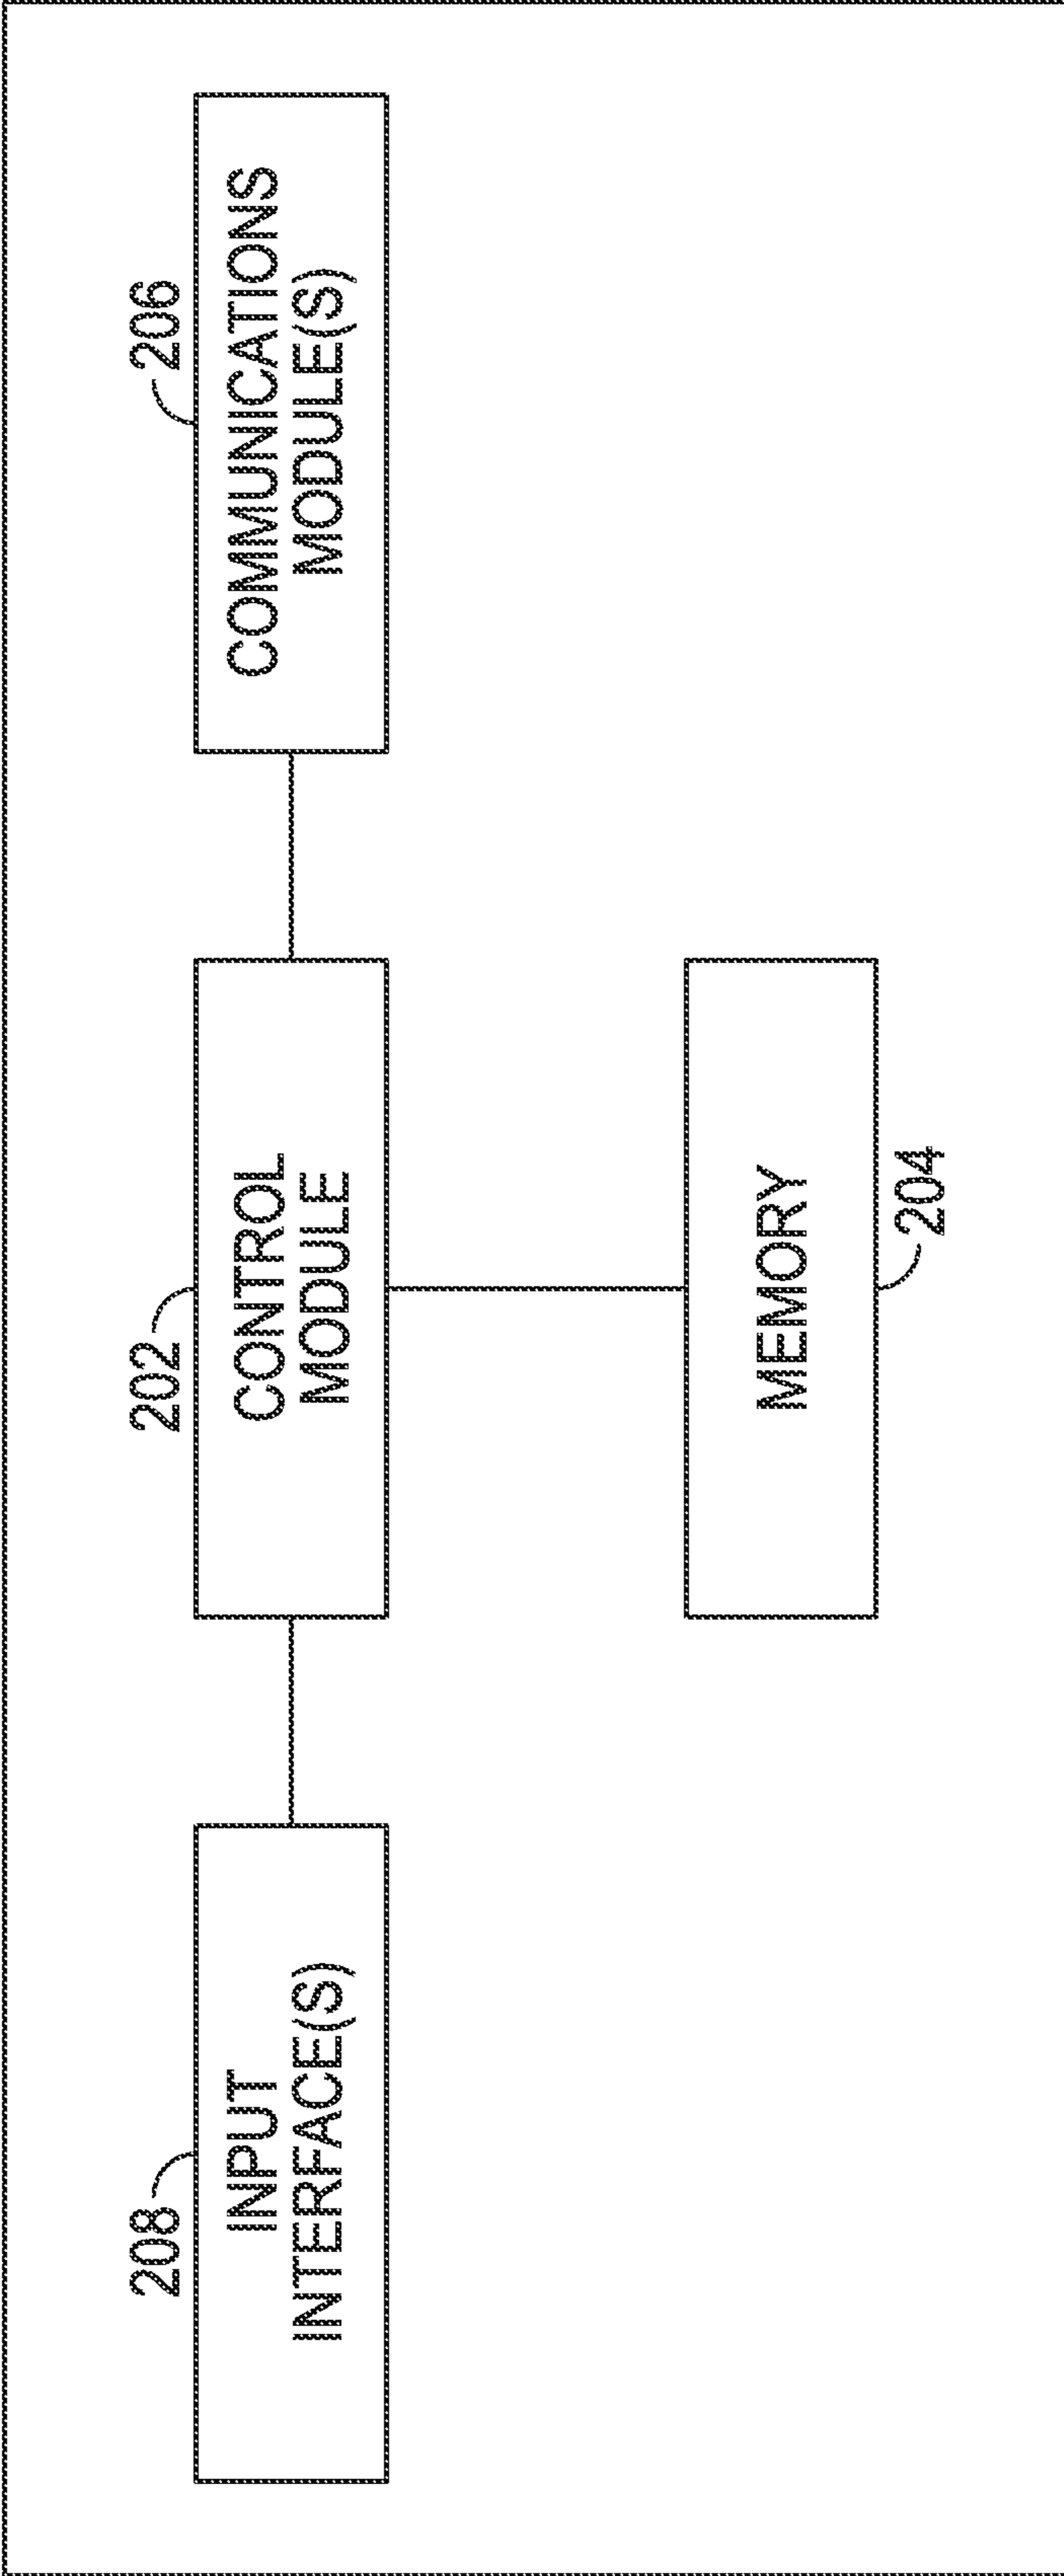 208
INPUT
INTERFACE(S)
202
CONTROL
MODULE
206
COMMUNICATIONS
MODULE(S)
MEMORY
204